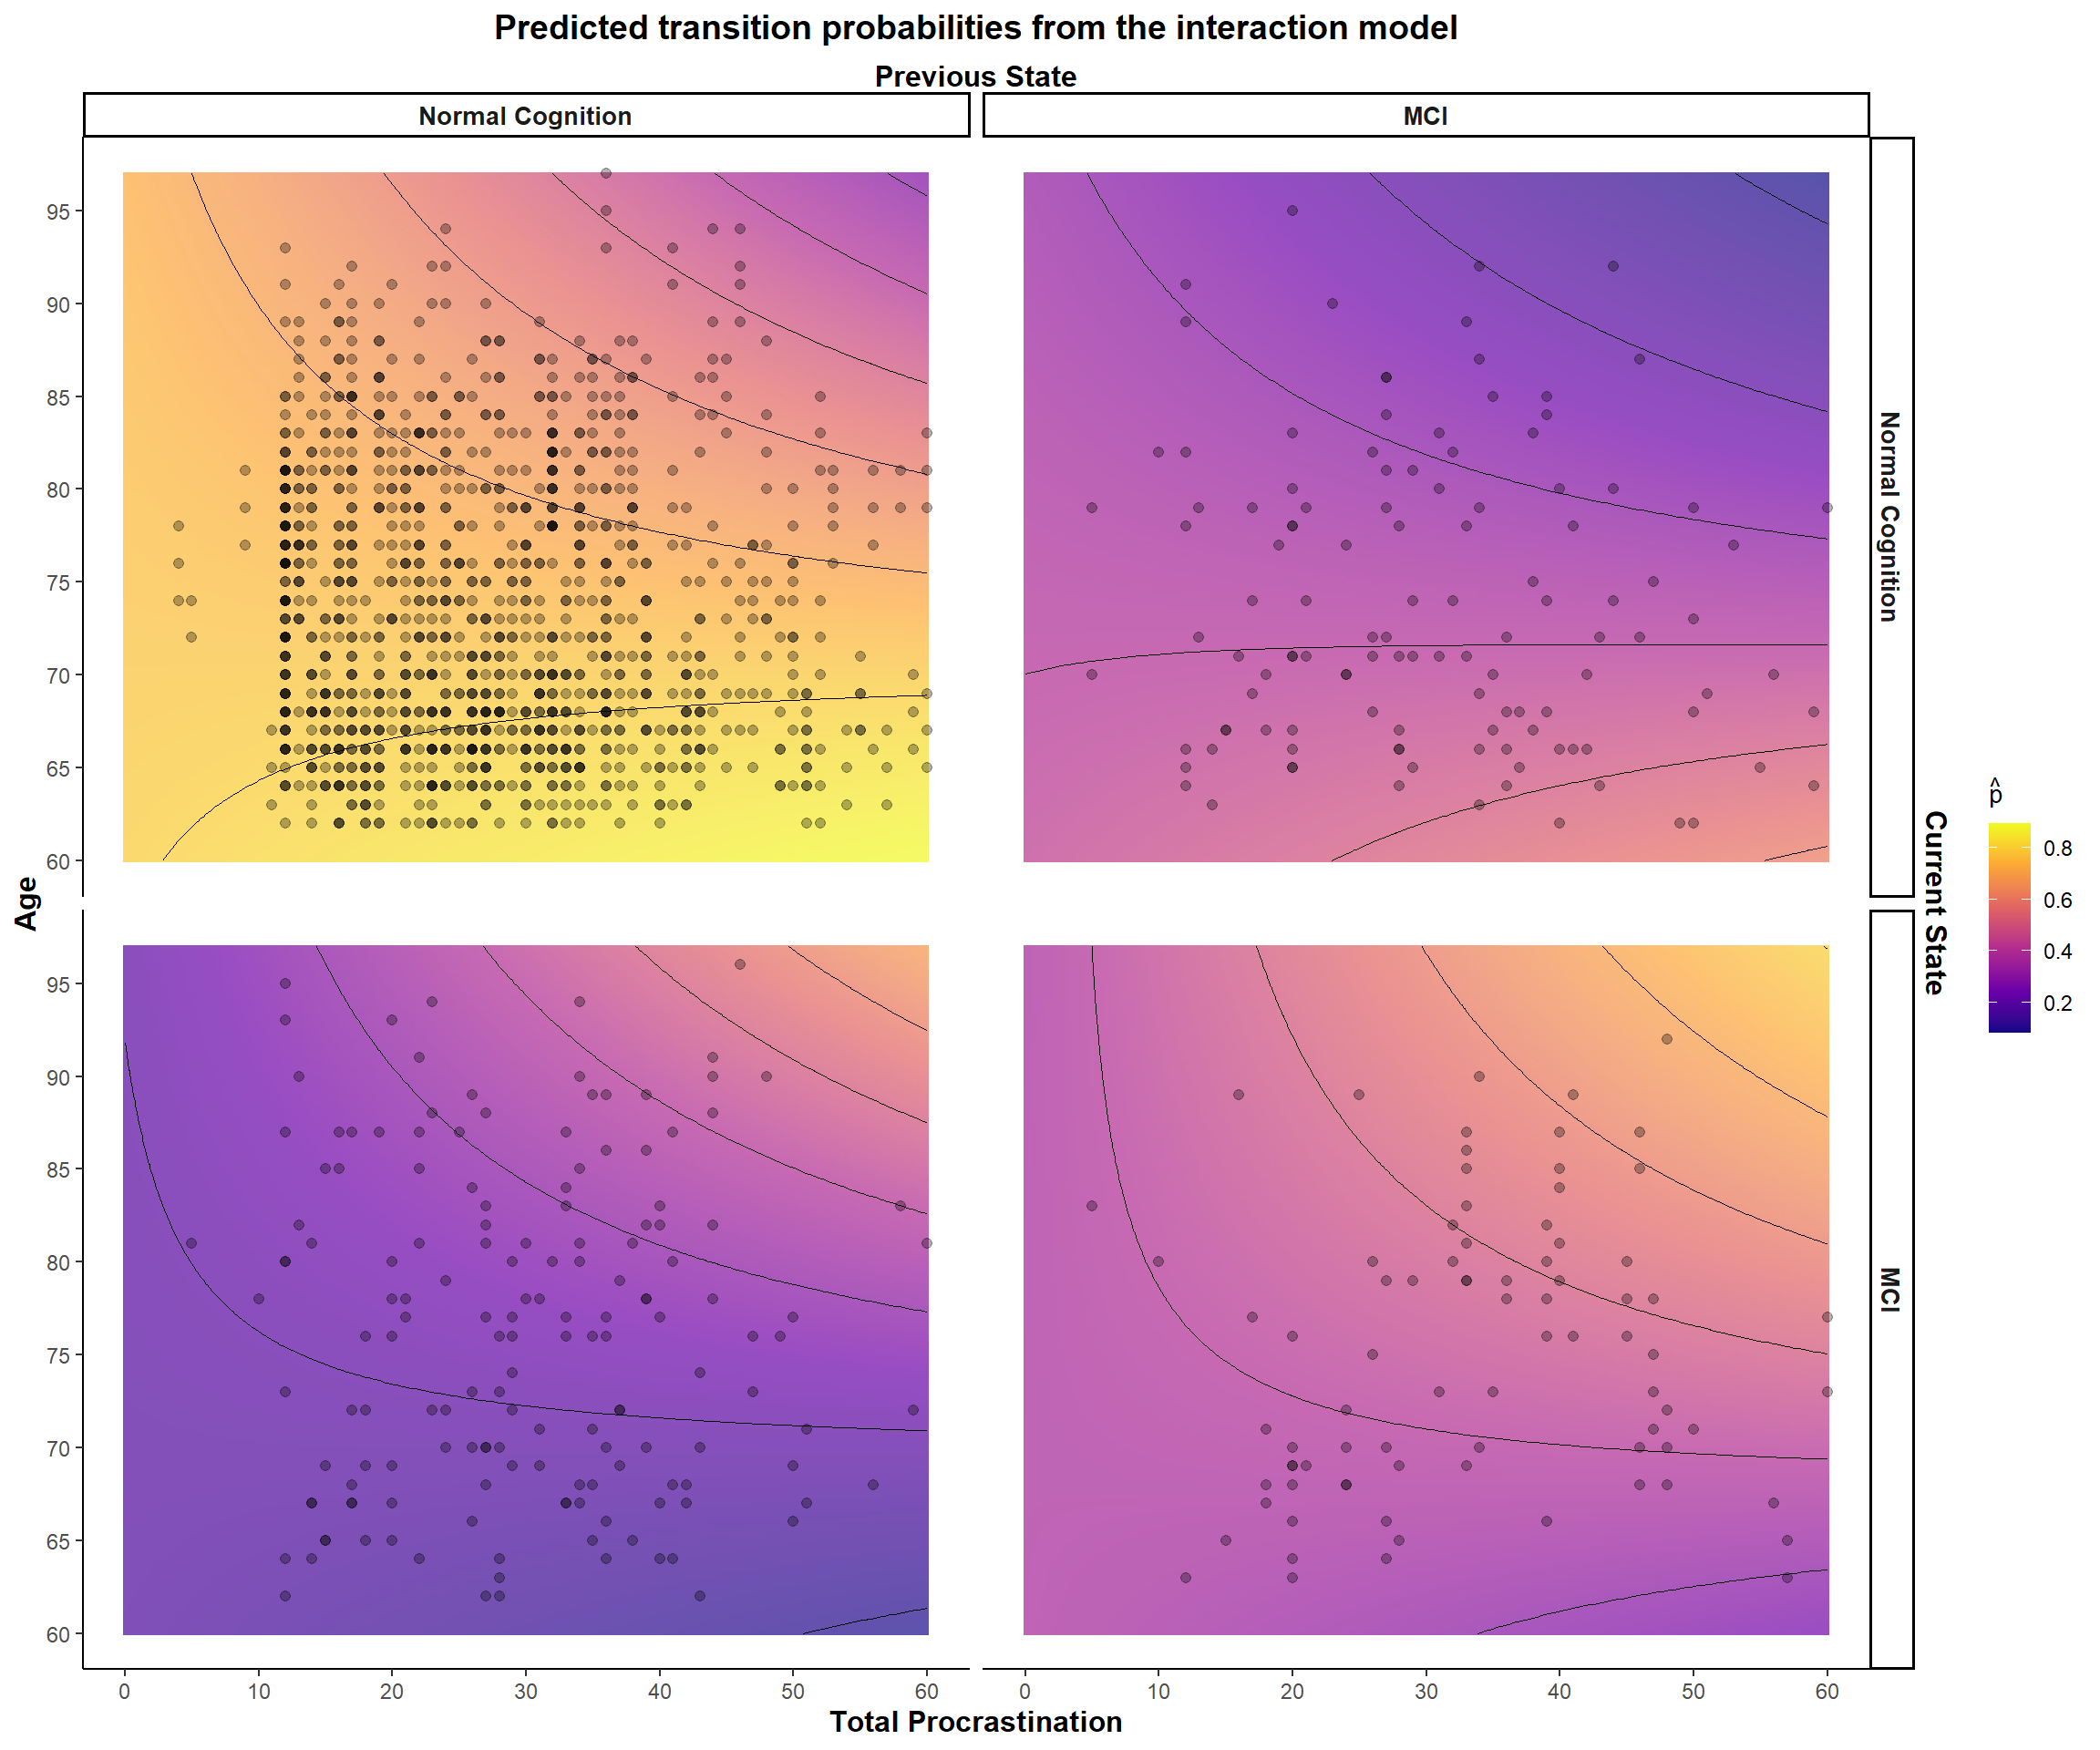 Predicted transition probabilities from the interaction model
Previous State
Normal Cognition
MCI
95
90
85
80
75
70
65
60
Normal Cognition
Age
Current State
p̂
0.8
0.6
0.4
0.2
95
90
85
80
75
70
65
60
MCI
0 10 20 30 40 50 60
0 10 20 30 40 50 60
Total Procrastination